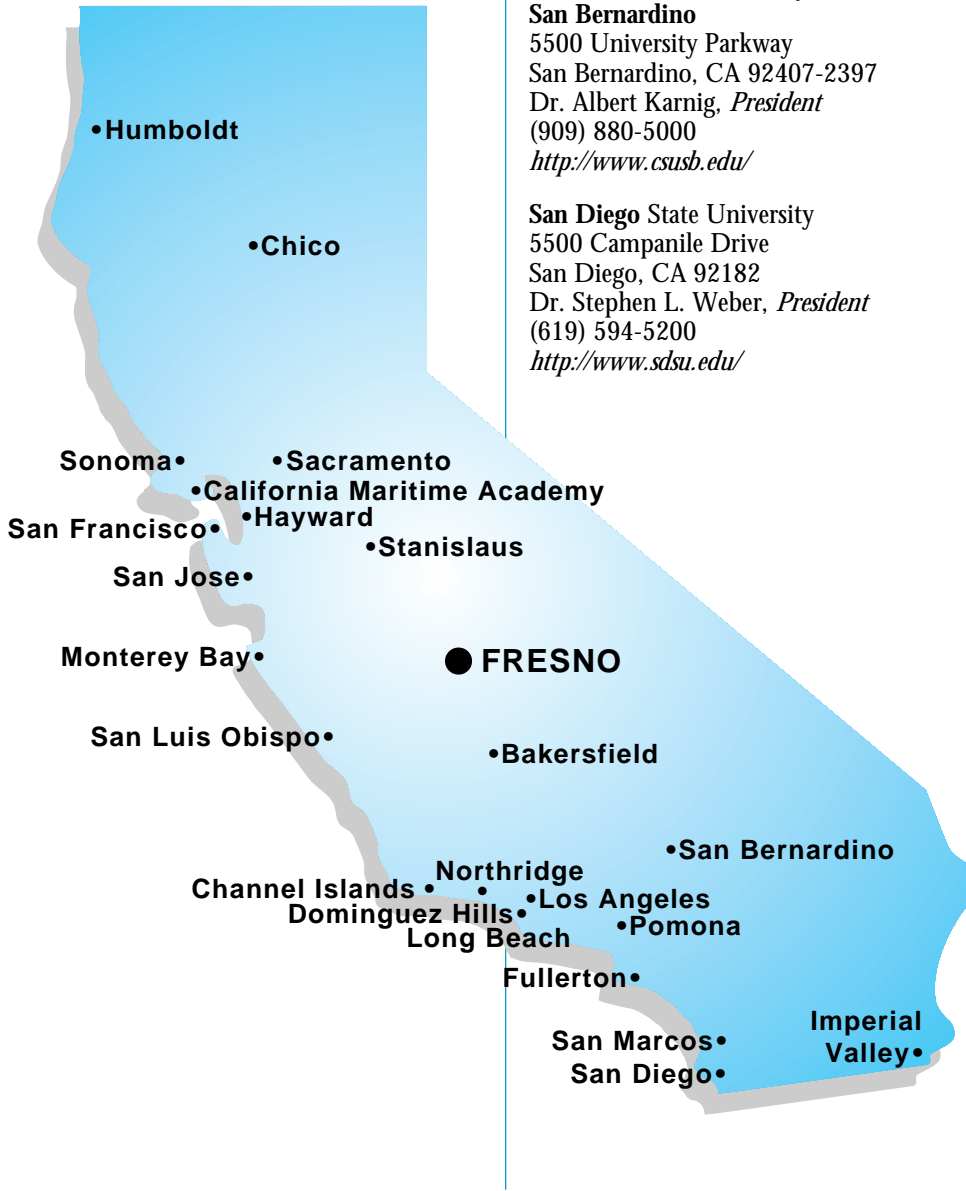 San Bernardino
5500 University Parkway
San Bernardino, CA 92407-2397
Dr. Albert Karnig, President
(909) 880-5000
http://www.csusb.edu/
San Diego State University
5500 Campanile Drive
San Diego, CA 92182
Dr. Stephen L. Weber, President
(619) 594-5200
http://www.sdsu.edu/
•Humboldt
•Chico
Sonoma• •Sacramento
•California Maritime Academy
•Hayward
San Francisco•
•Stanislaus
San Jose•
Monterey Bay•
● FRESNO
San Luis Obispo•
•Bakersfield
•San Bernardino
Northridge
Channel Islands •
•
•Los Angeles
Dominguez Hills•
•Pomona
Long Beach
Fullerton•
Imperial
Valley•
San Marcos•
San Diego•